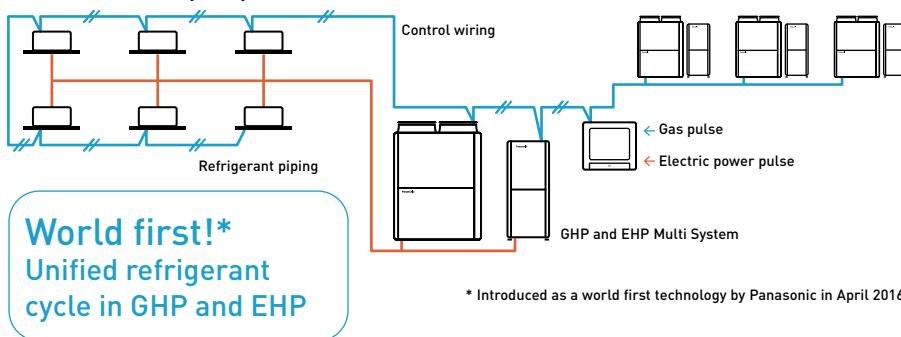 Control wiring
Gas pulse
Electric power pulse
Refrigerant piping
Panasonic
GHP and EHP Multi System
World first!*
Unified refrigerant
cycle in GHP and EHP
* Introduced as a world first technology by Panasonic in April 2016